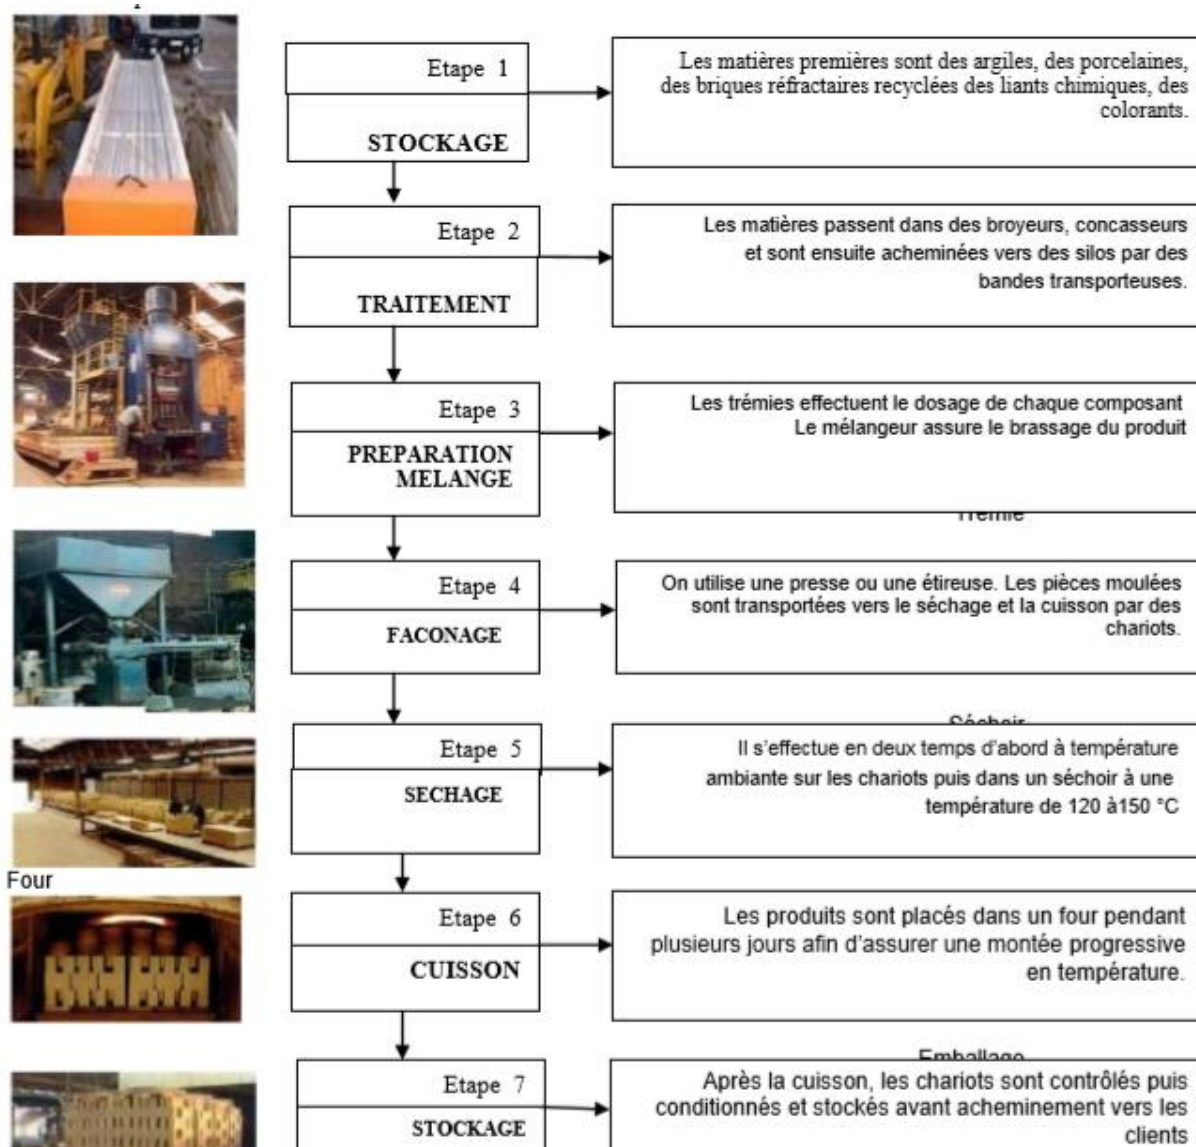 Etape 1
STOCKAGE
Les matières premières sont des argiles, des porcelaines,
des briques réfractaires recyclées des liants chimiques, des
colorants.
Etape 2
TRAITEMENT
Les matières passent dans des broyeurs, concasseurs
et sont ensuite acheminées vers des silos par des
bandes transporteuses.
Etape 3
PREPARATION
MELANGE
Les trémies effectuent le dosage de chaque composant
Le mélangeur assure le brassage du produit
Trémie
Etape 4
FACONAGE
On utilise une presse ou une étireuse. Les pièces moulées
sont transportées vers le séchage et la cuisson par des
chariots.
Séchoir
Etape 5
SECHAGE
Il s'effectue en deux temps d'abord à température
ambiante sur les chariots puis dans un séchoir à une
température de 120 à150 °C
Four
Etape 6
CUISSON
Les produits sont placés dans un four pendant
plusieurs jours afin d'assurer une montée progressive
en température.
Emballage
Etape 7
STOCKAGE
Après la cuisson, les chariots sont contrôlés puis
conditionnés et stockés avant acheminement vers les
clients